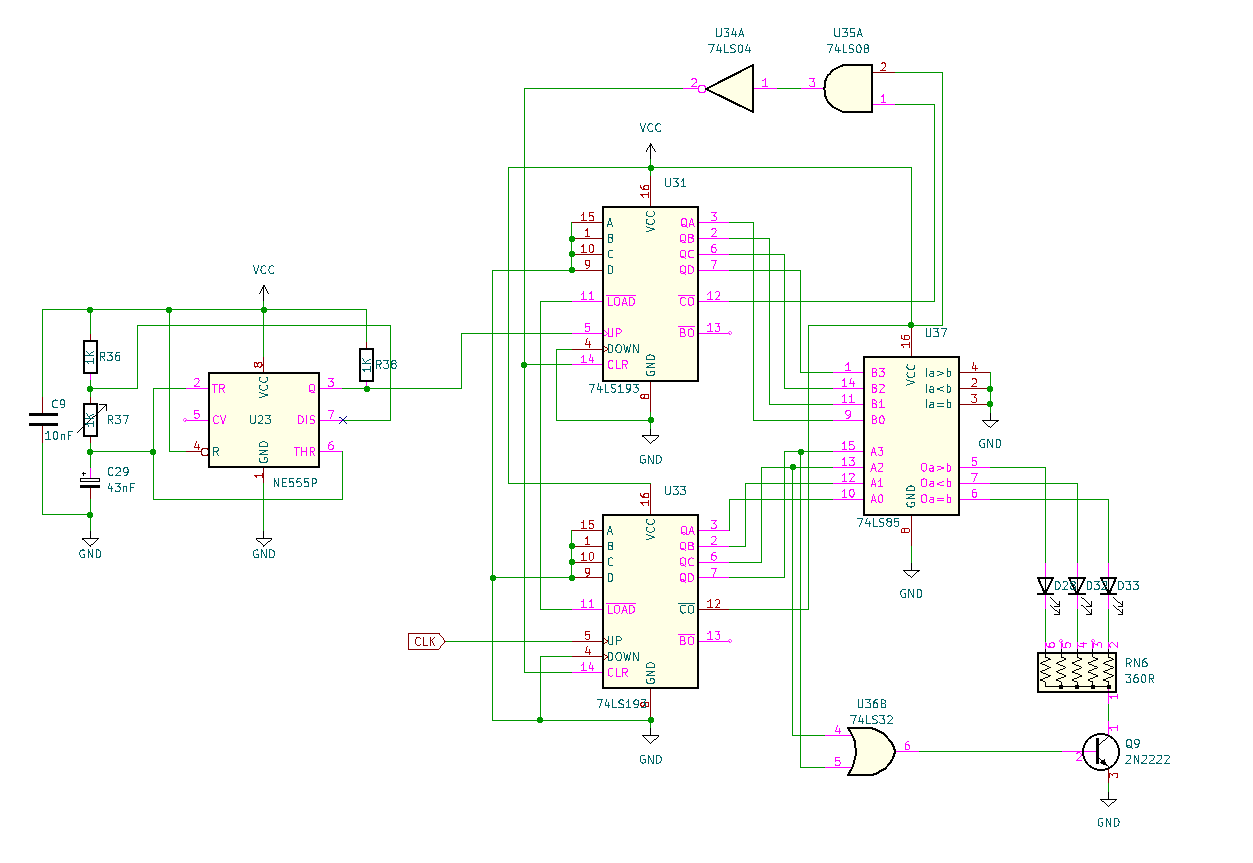 U34A
74LS04
U35A
74LS08
2
1
3
2
1
VCC
U31
16
VCC
15 A
1 B
10 C
9 D
11 LOAD
5 UP
4 DOWN
14 CLR
QA 3
QB 2
QC 6
QD 7
CO 12
BO 13
GND
8
74LS193
GND
VCC
8
VCC
2 TR
5 CV
4 R
Q 3
DIS 7
THR 6
U23
GND
1
NE555P
GND
1K
R36
1K
R37
C9
10nF
C29
43nF
GND
1K
R38
U37
16
VCC
1 B3
14 B2
11 B1
9 B0
15 A3
13 A2
12 A1
10 A0
Ia>b 4
Ia<b 2
Ia=b 3
GND
Oa>b 5
Oa<b 7
Oa=b 6
GND
74LS85
8
GND
U33
16
VCC
15 A
1 B
10 C
9 D
11 LOAD
5 UP
4 DOWN
14 CLR
QA 3
QB 2
QC 6
QD 7
CO 12
BO 13
GND
8
74LS193
GND
CLK
D28
D32
D33
6
5
4
3
2
RN6
360R
1
U36B
74LS32
4
5
6
1
2
3
Q9
2N2222
GND